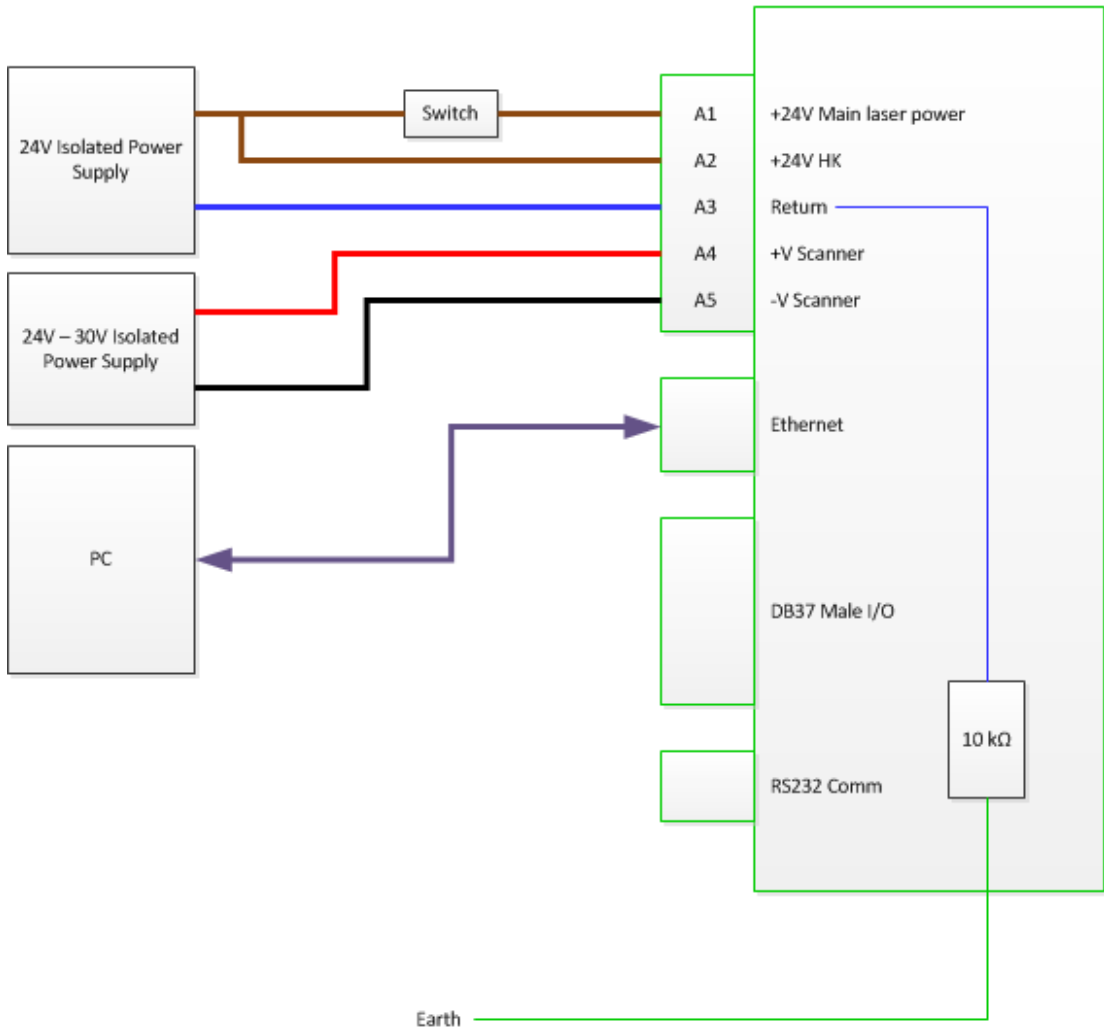 24V Isolated Power
Supply
Switch
A1
+24V Main laser power
A2
+24V HK
A3
Return
A4
+V Scanner
A5
-V Scanner
24V – 30V Isolated
Power Supply
Ethernet
PC
DB37 Male I/O
10 kΩ
RS232 Comm
Earth